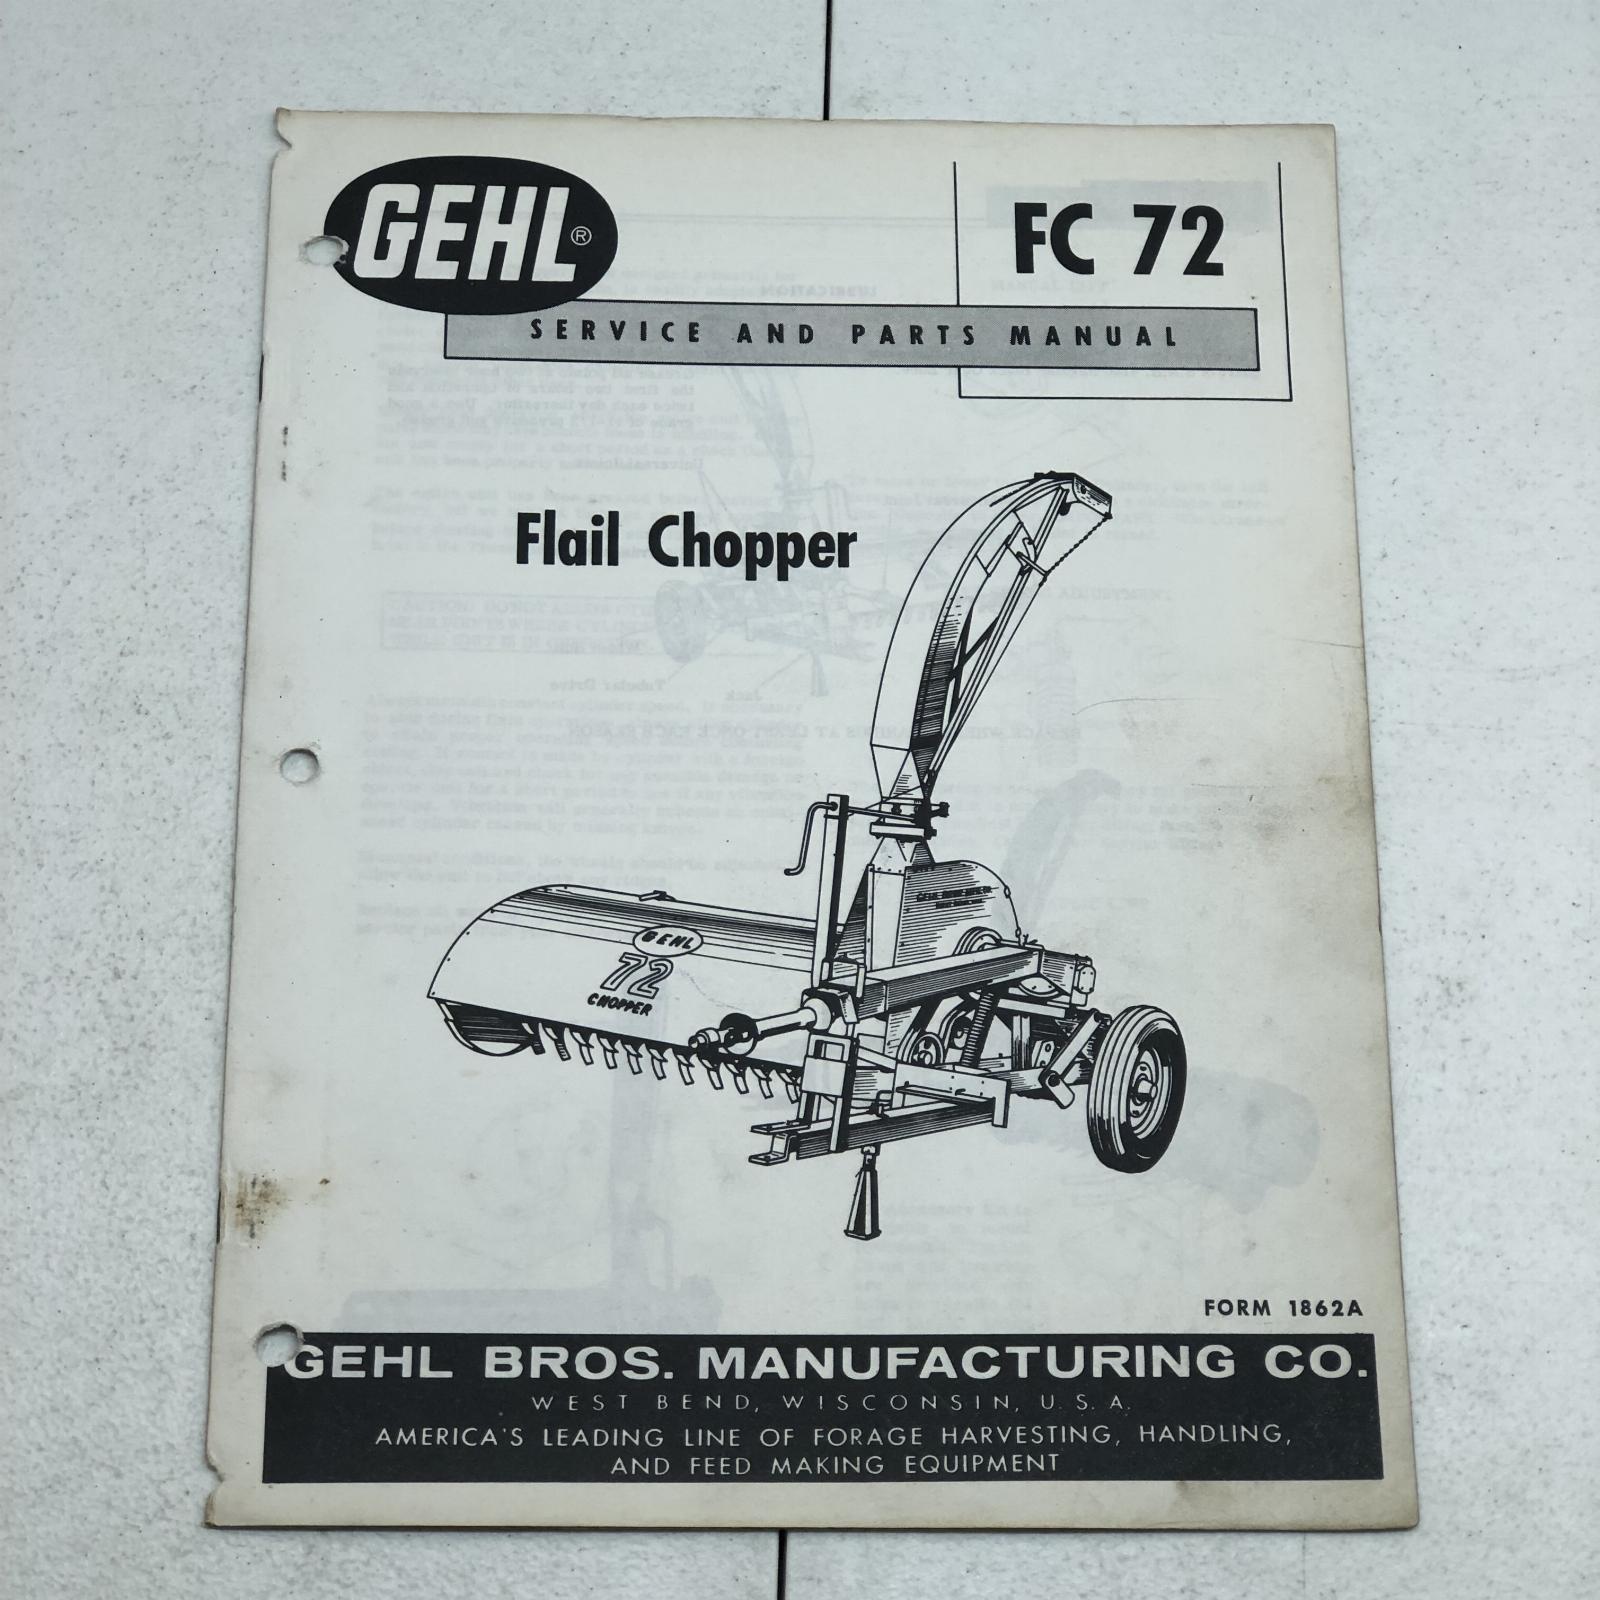 GEHL®
FC 72
SERVICE AND PARTS MANUAL
Flail Chopper
GEHL
72
CHOPPER
FORM 1862A
GEHL BROS. MANUFACTURING CO.
WEST BEND, WISCONSIN, U.S.A.
AMERICA'S LEADING LINE OF FORAGE HARVESTING, HANDLING,
AND FEED MAKING EQUIPMENT